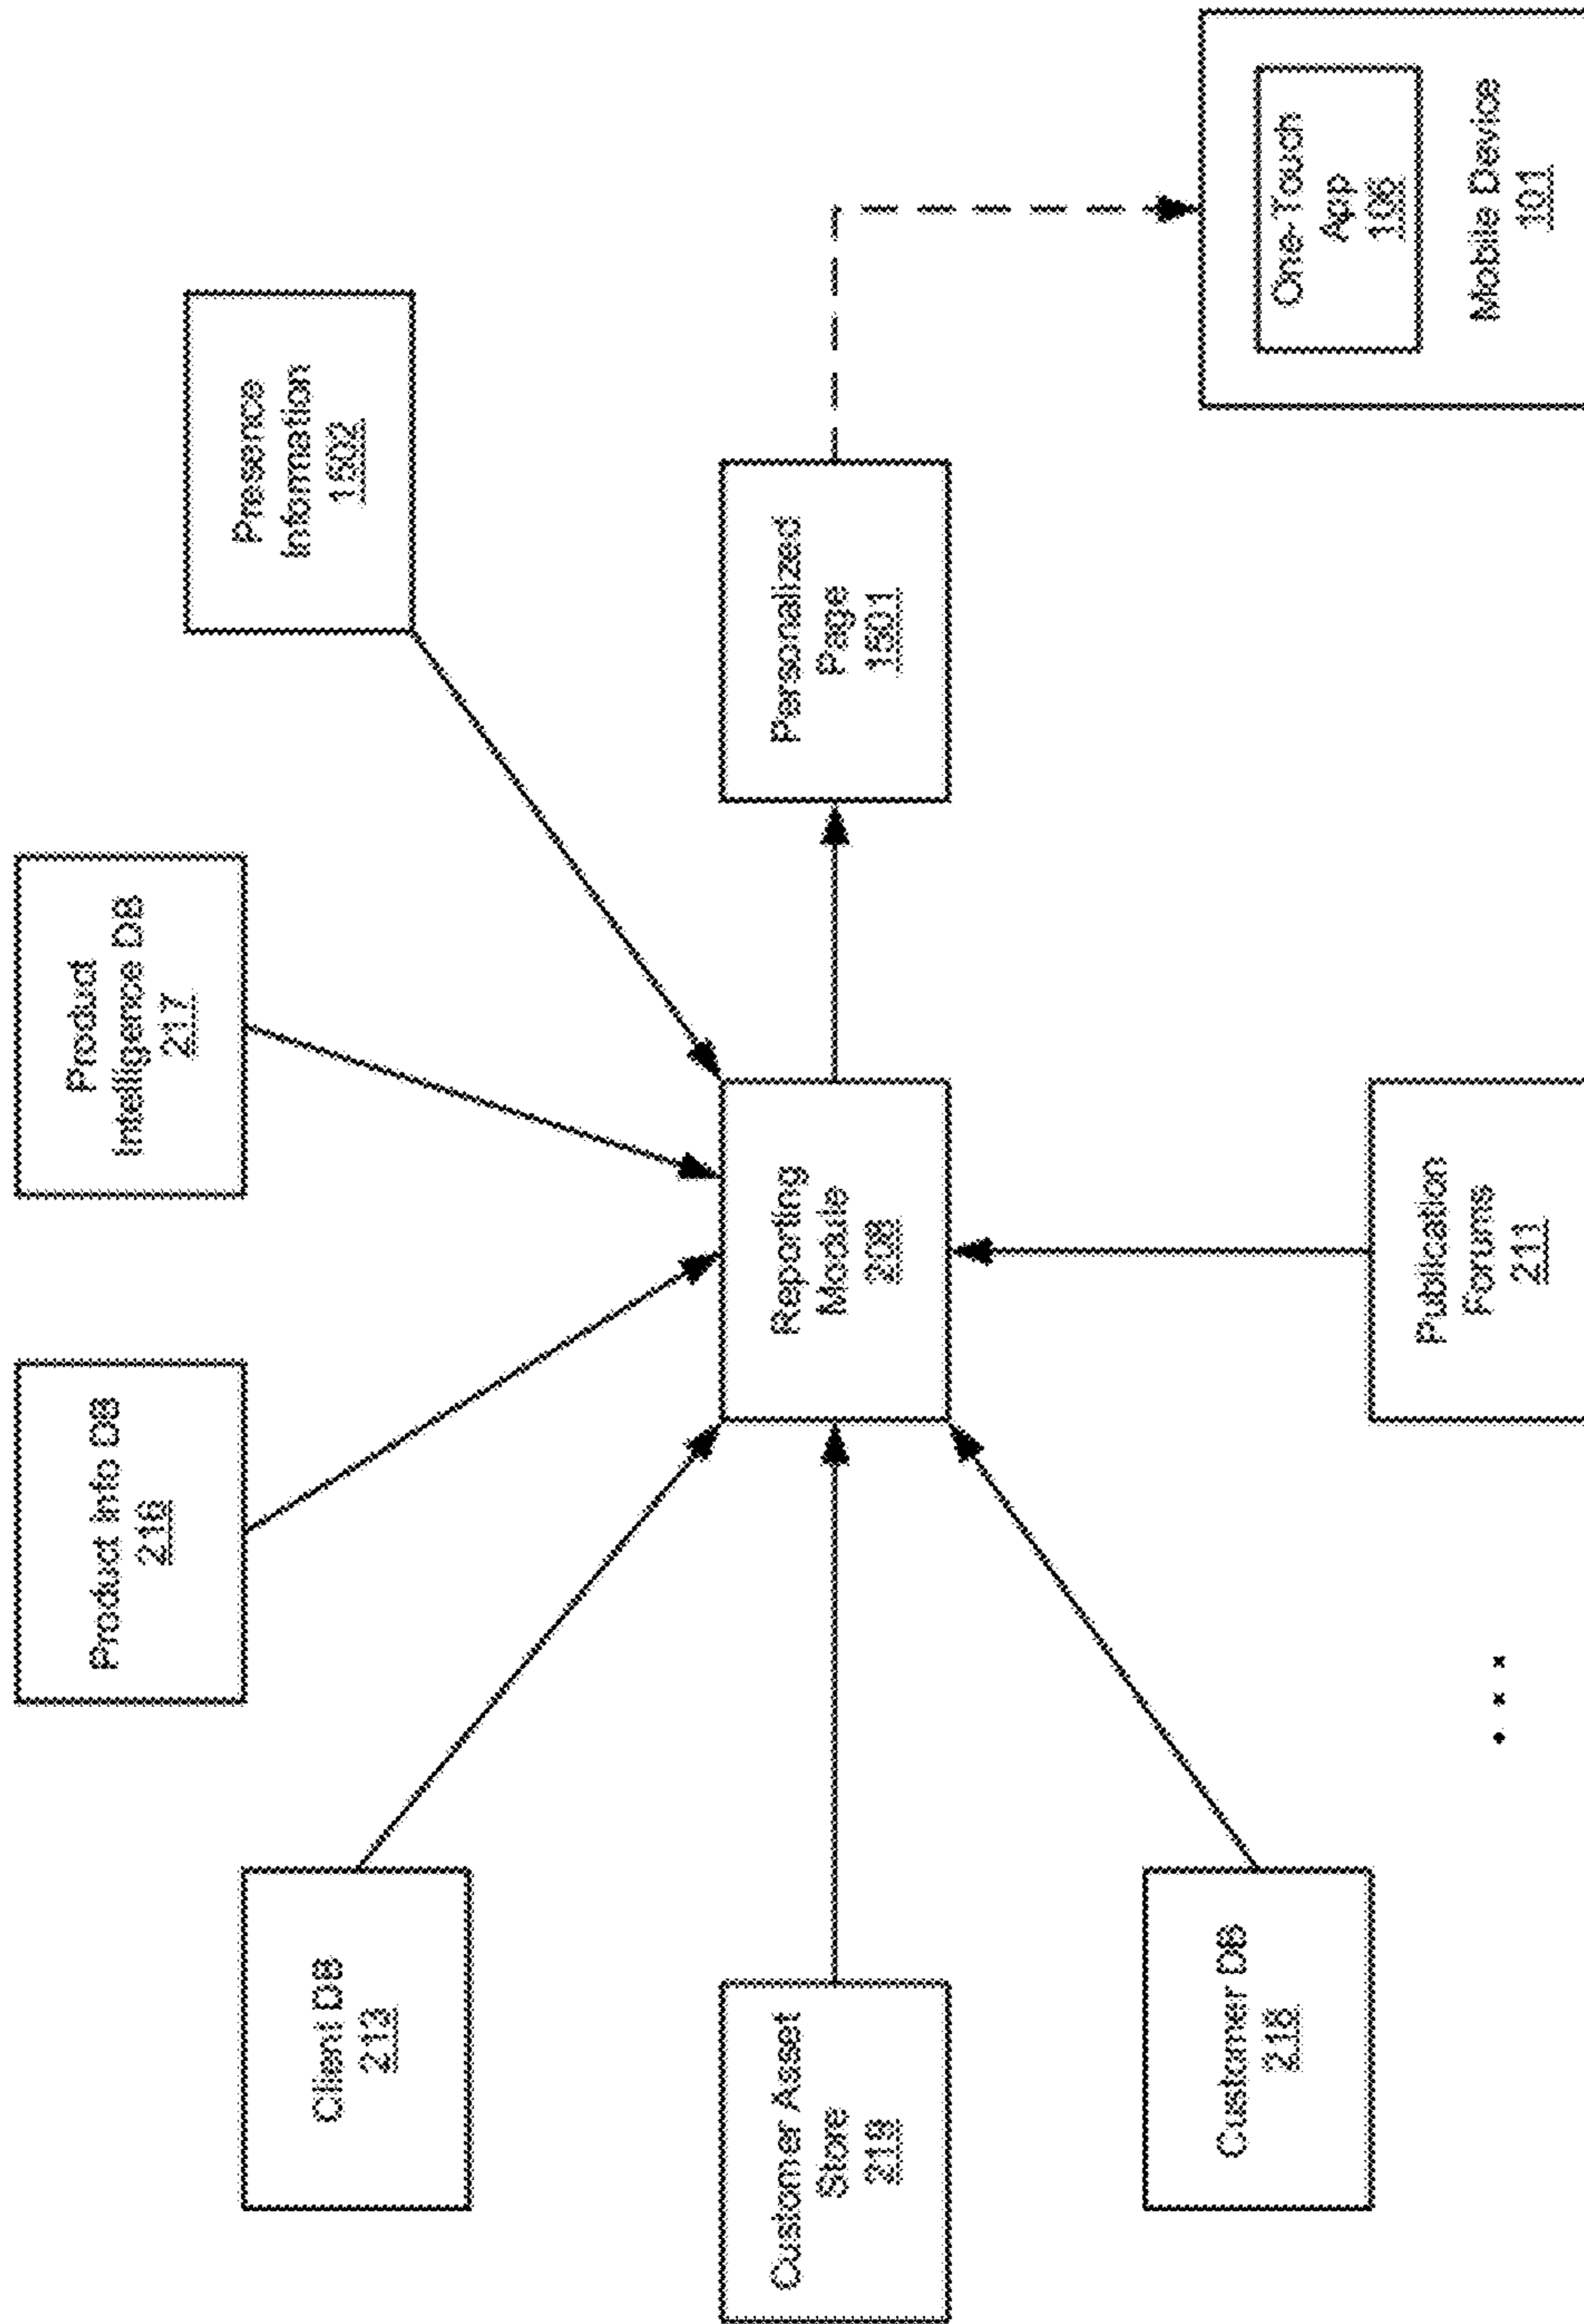 Product Info DB
216
Product
Intelligence DB
217
Presence
Information
1502
Client DB
213
Customer Asset
Store
219
Reporting
Module
208
Personalized
Page
1501
Customer DB
218
Publication
Forums
211
One-Touch
App
106
Mobile Device
101